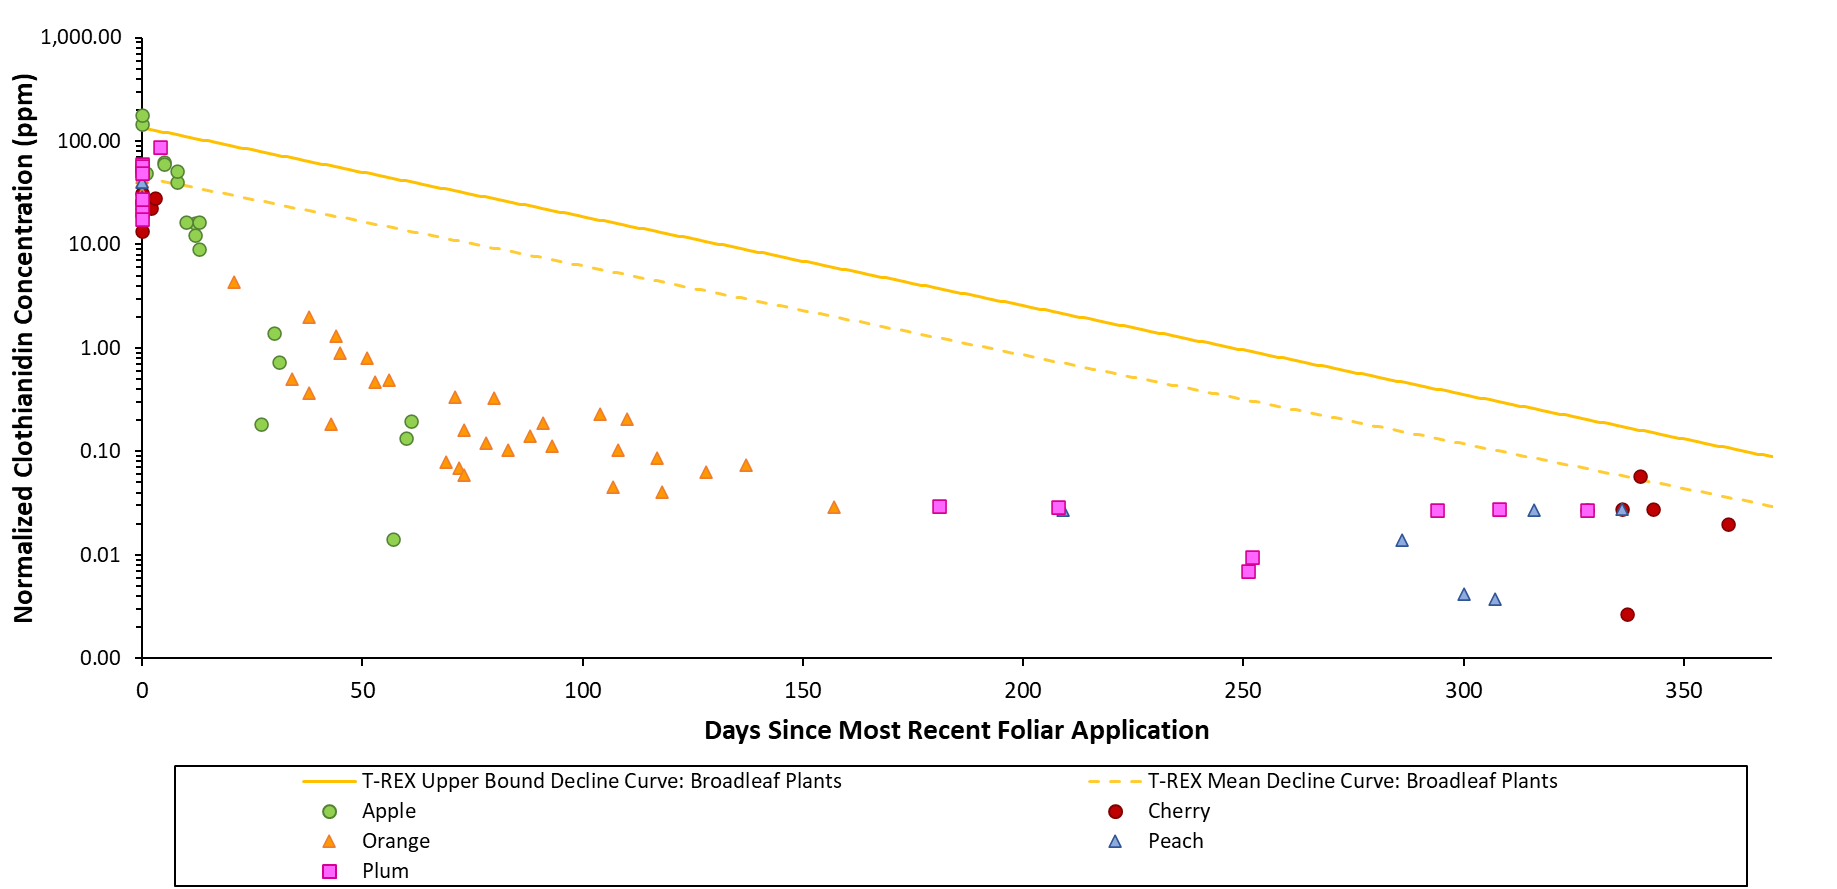 1,000.00
100.00
10.00
1.00
0.10
0.01
0.00
Normalized Clothianidin Concentration (ppm)
0 50 100 150 200 250 300 350
Days Since Most Recent Foliar Application
T-REX Upper Bound Decline Curve: Broadleaf Plants T-REX Mean Decline Curve: Broadleaf Plants
Apple Cherry
Orange Peach
Plum